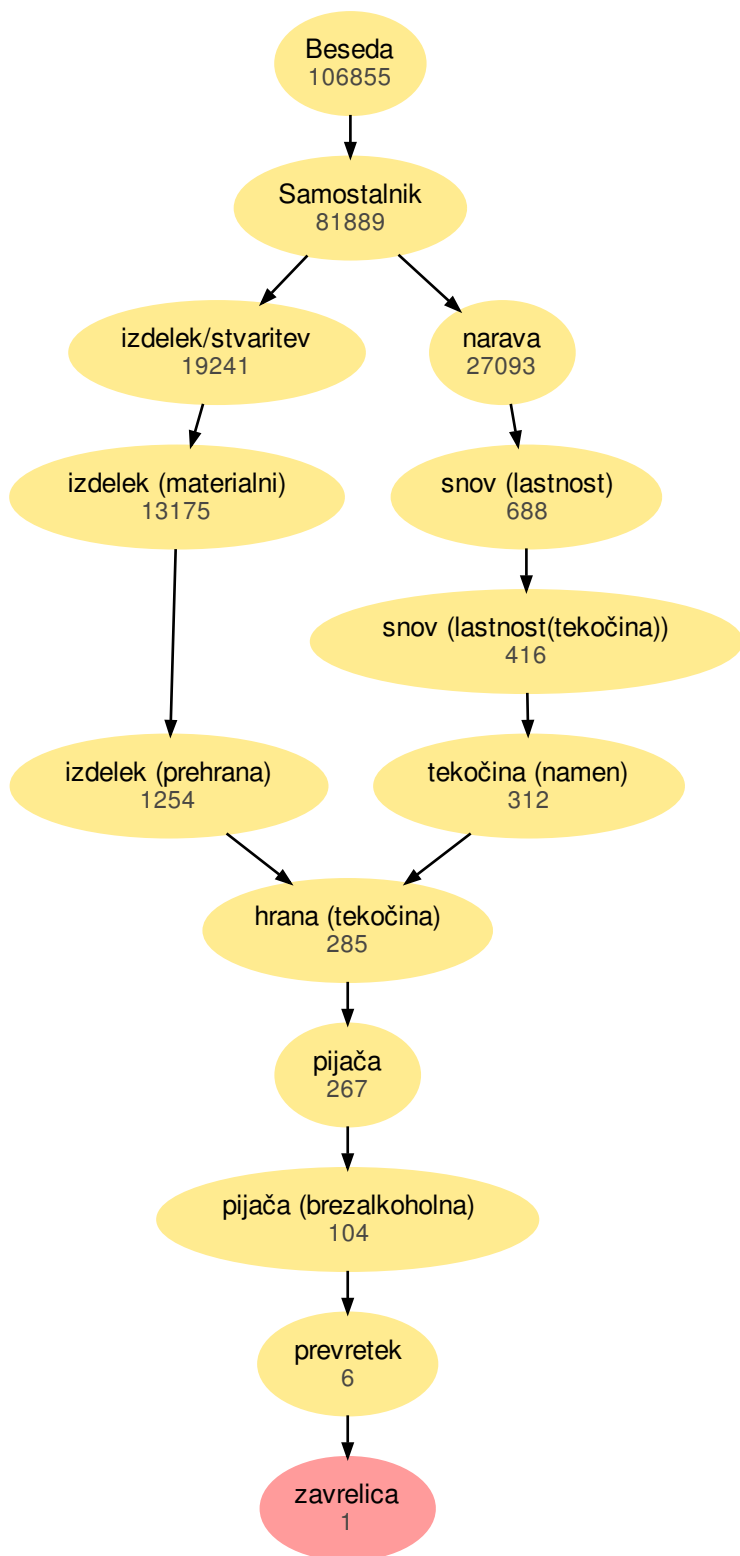 Beseda
106855
Samostalnik
81889
izdelek/stvaritev
19241
narava
27093
izdelek (materialni)
13175
snov (lastnost)
688
snov (lastnost(tekočina))
416
izdelek (prehrana)
1254
tekočina (namen)
312
hrana (tekočina)
285
pijača
267
pijača (brezalkoholna)
104
prevretek
6
zavrelica
1